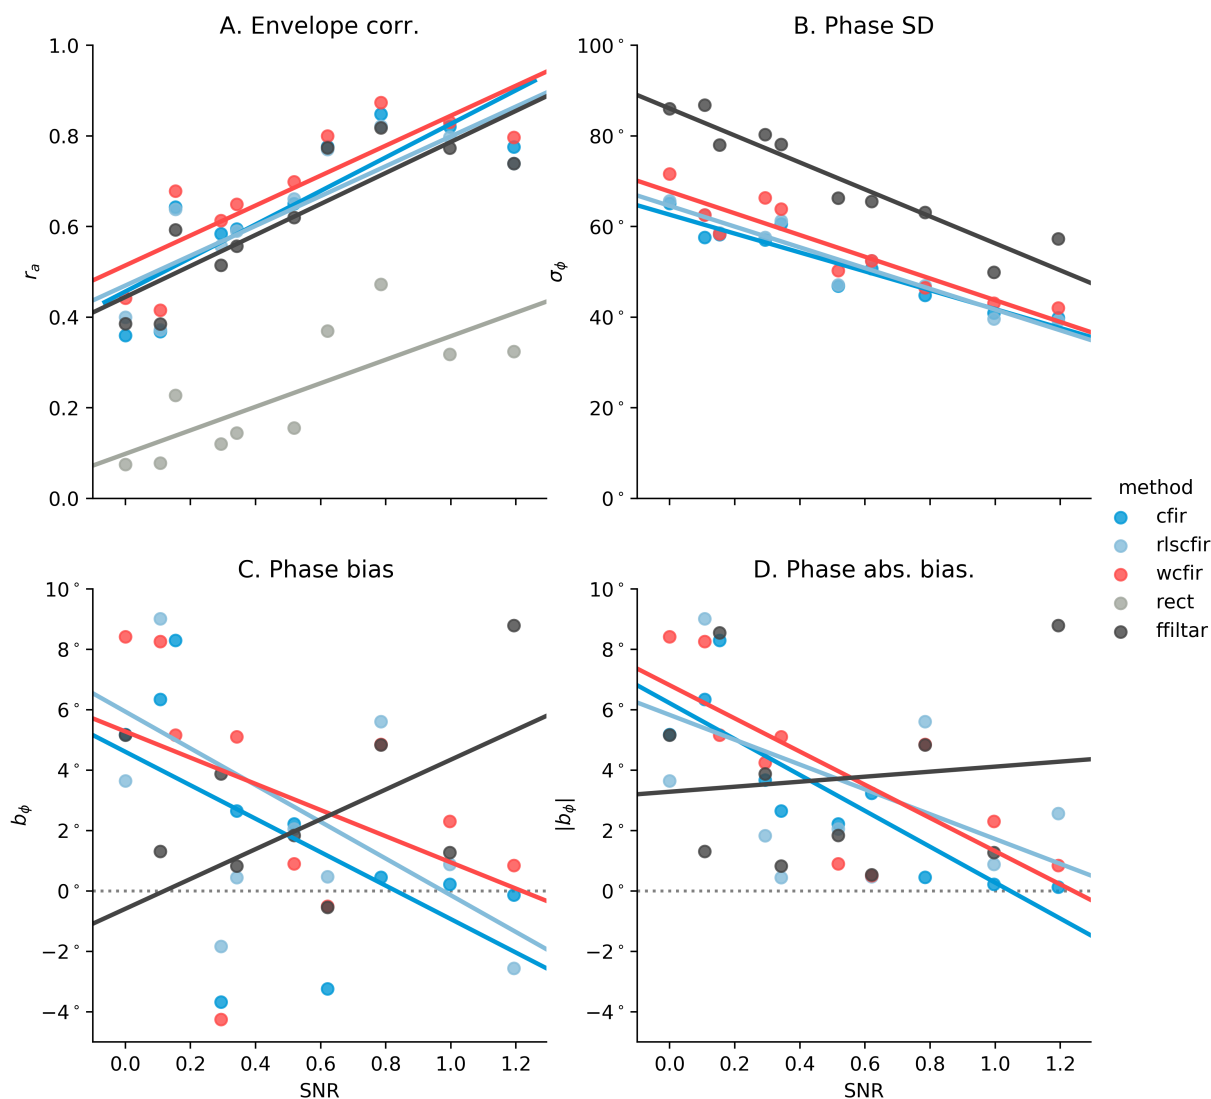 A. Envelope corr.
1.0
0.8
0.6
0.4
0.2
0.0
r_a
B. Phase SD
100°
80°
60°
40°
20°
0°
σ_ϕ
method
cfir
rlscfir
wcfir
rect
ffiltar
C. Phase bias
10°
8°
6°
4°
2°
0°
−2°
−4°
b_ϕ
0.0 0.2 0.4 0.6 0.8 1.0 1.2
SNR
D. Phase abs. bias.
10°
8°
6°
4°
2°
0°
−2°
−4°
|b_ϕ|
0.0 0.2 0.4 0.6 0.8 1.0 1.2
SNR